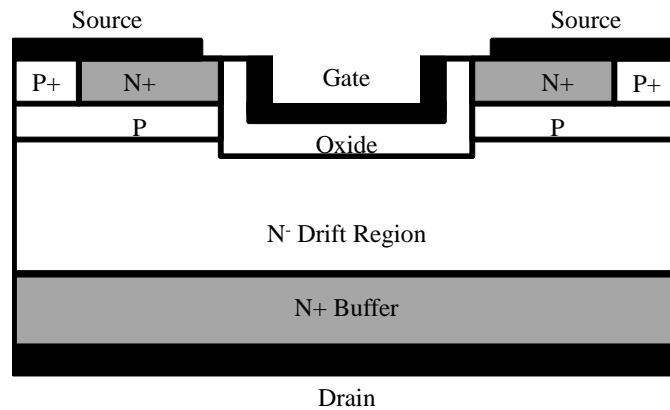 Source Source
Gate
P+ N+ N+ P+
P P
Oxide
N- Drift Region
N+ Buffer
Drain